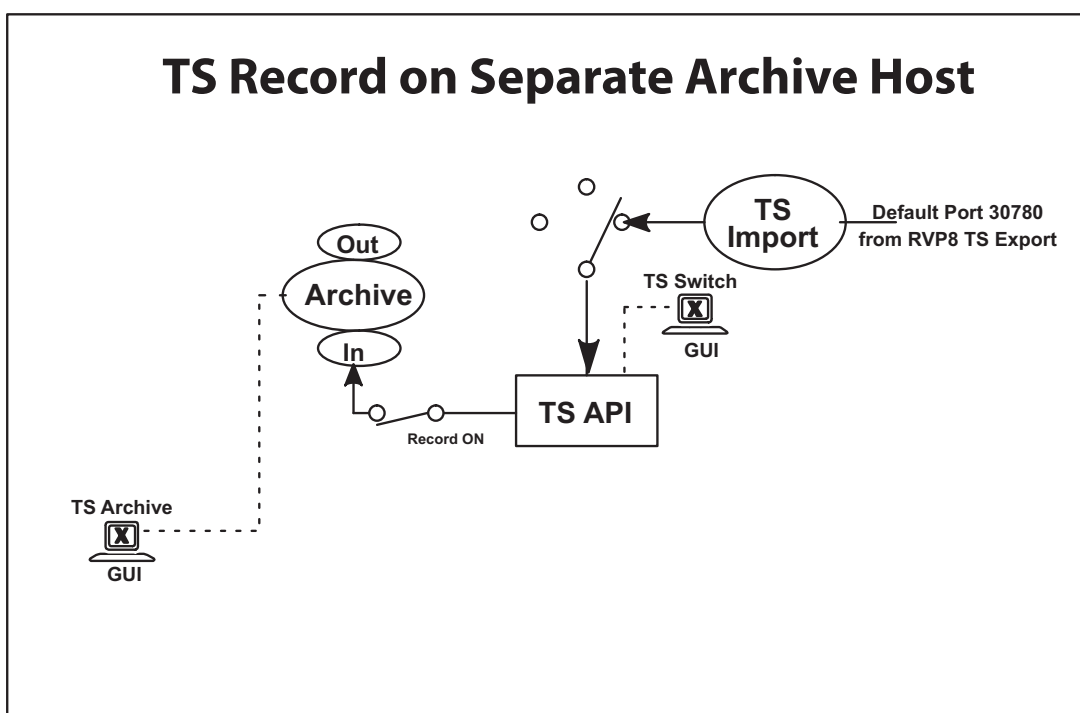 TS Record on Separate Archive Host
Out
Archive
In
TS
Import
Default Port 30780
from RVP8 TS Export
TS Switch
X
GUI
TS API
Record ON
TS Archive
X
GUI